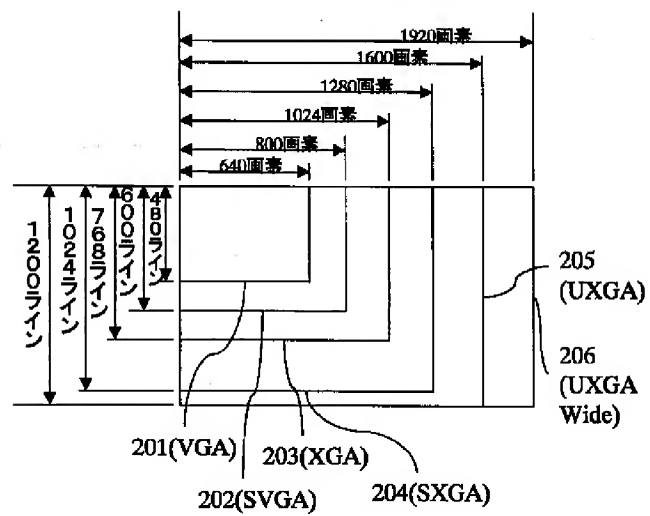 1920画素
1600画素
1280画素
1024画素
800画素
640画素
480ライン
600ライン
768ライン
1024ライン
1200ライン
205
(UXGA)
206
(UXGA
Wide)
201(VGA)
203(XGA)
202(SVGA)
204(SXGA)